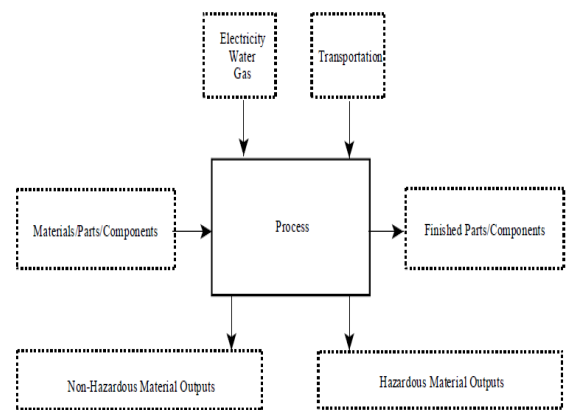 Electricity
Water
Gas
Transportation
Materials/Parts/Components
Process
Finished Parts/Components
Non-Hazardous Material Outputs
Hazardous Material Outputs